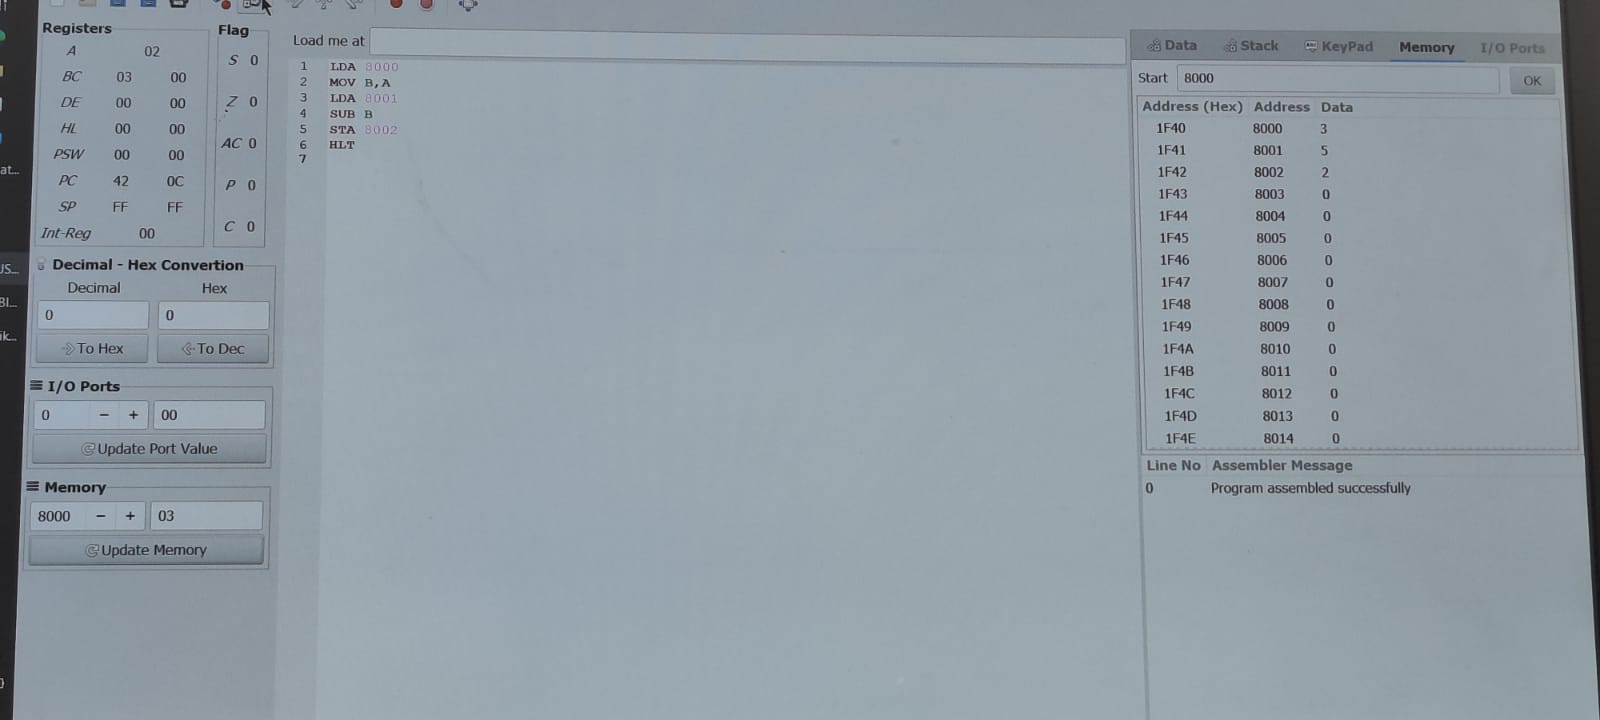 Registers
A 02
BC 03 00
DE 00 00
HL 00 00
PSW 00 00
PC 42 0C
SP FF FF
Int-Reg 00
Flag
S 0
Z 0
AC 0
P 0
C 0
Decimal - Hex Convertion
Decimal Hex
0 0
To Hex To Dec
I/O Ports
0 − + 00
Update Port Value
Memory
8000 − + 03
Update Memory
Load me at
1 LDA 8000
2 MOV B,A
3 LDA 8001
4 SUB B
5 STA 8002
6 HLT
7
Data Stack KeyPad Memory I/O Ports
Start 8000 OK
Address (Hex) Address Data
1F40 8000 3
1F41 8001 5
1F42 8002 2
1F43 8003 0
1F44 8004 0
1F45 8005 0
1F46 8006 0
1F47 8007 0
1F48 8008 0
1F49 8009 0
1F4A 8010 0
1F4B 8011 0
1F4C 8012 0
1F4D 8013 0
1F4E 8014 0
Line No Assembler Message
0 Program assembled successfully